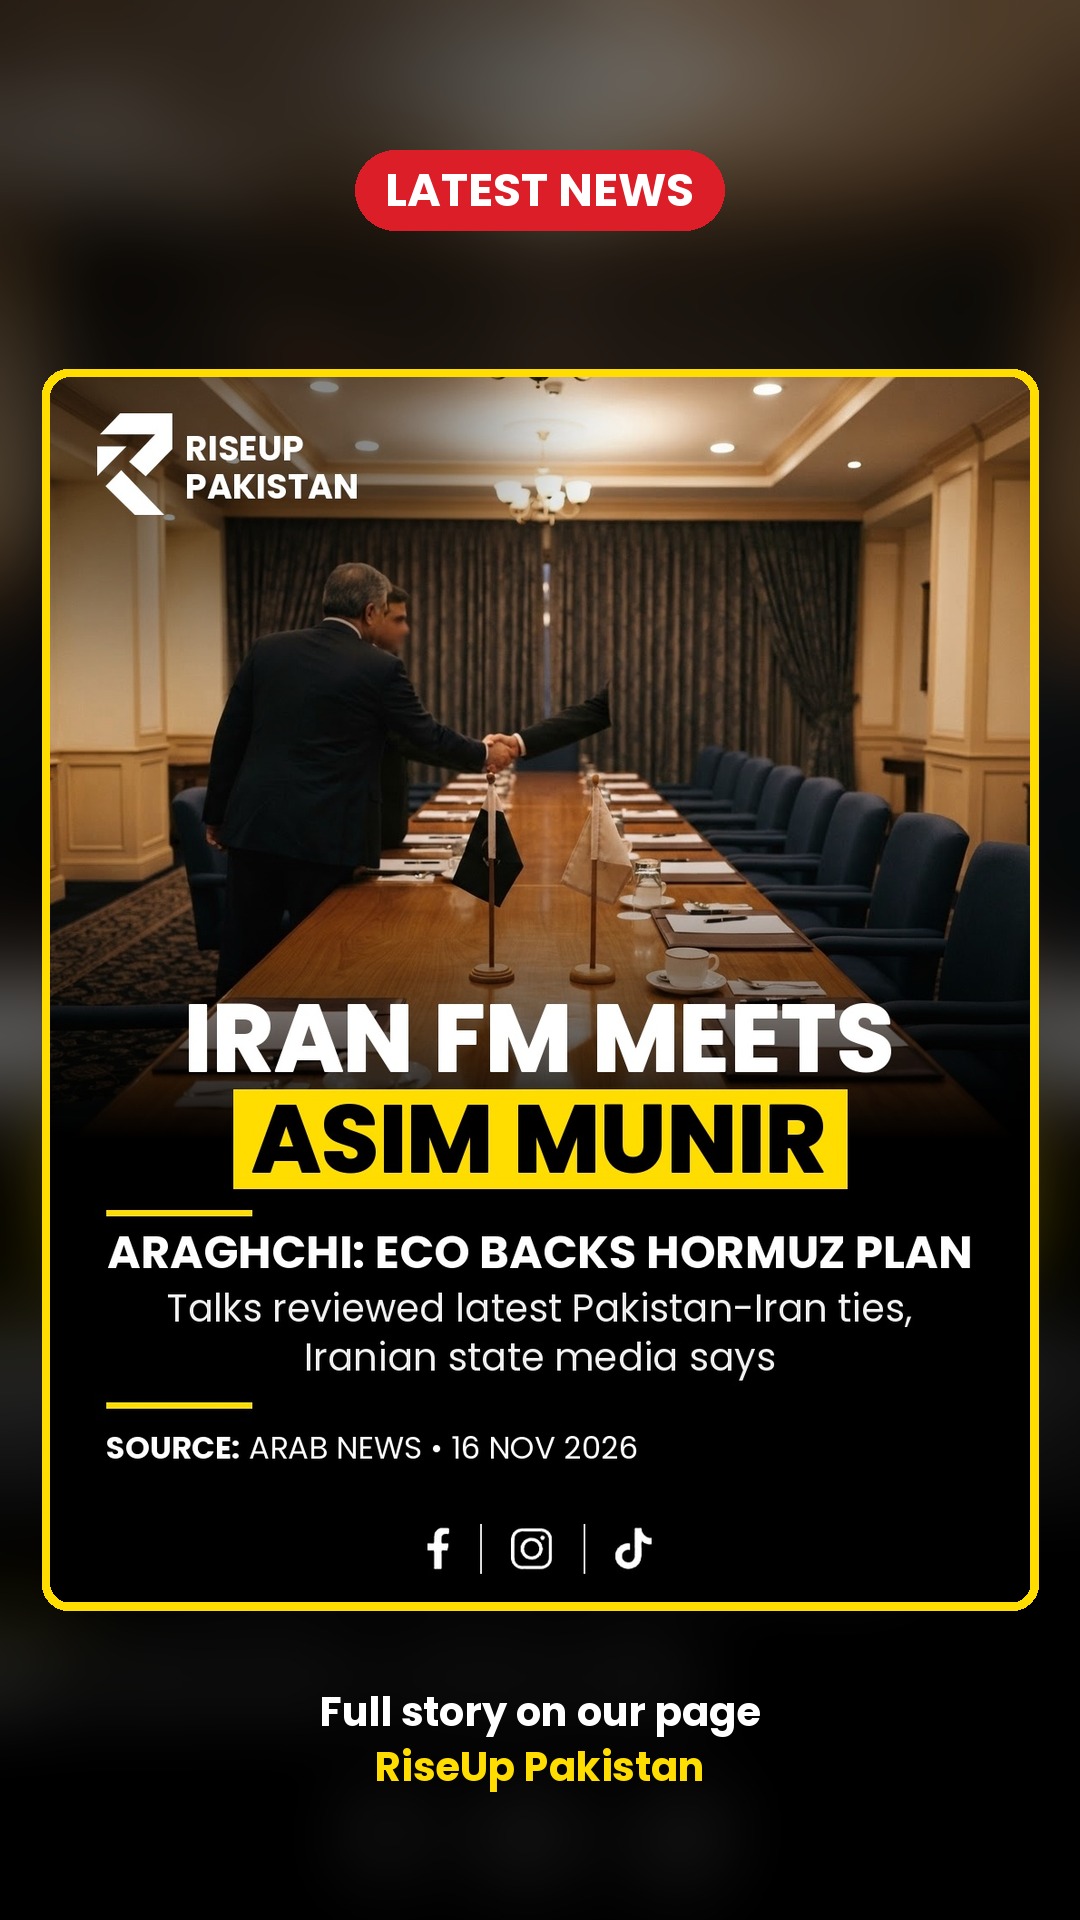 LATEST NEWS
RISEUP
PAKISTAN
IRAN FM MEETS
ASIM MUNIR
ARAGHCHI: ECO BACKS HORMUZ PLAN
Talks reviewed latest Pakistan-Iran ties,
Iranian state media says
SOURCE: ARAB NEWS • 16 NOV 2026
Full story on our page
RiseUp Pakistan